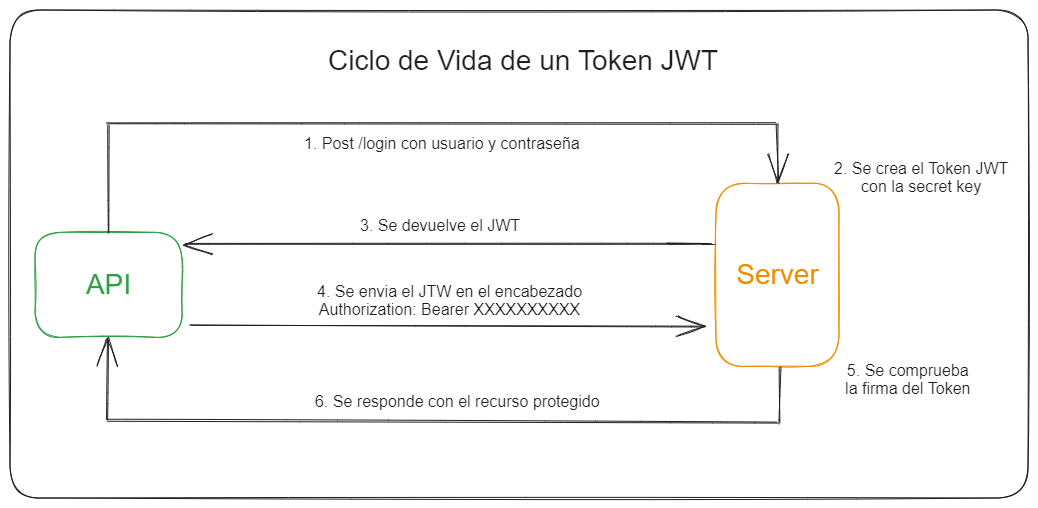 Ciclo de Vida de un Token JWT
1. Post /login con usuario y contraseña
2. Se crea el Token JWT
con la secret key
3. Se devuelve el JWT
API
Server
4. Se envia el JTW en el encabezado
Authorization: Bearer XXXXXXXXXX
5. Se comprueba
la firma del Token
6. Se responde con el recurso protegido